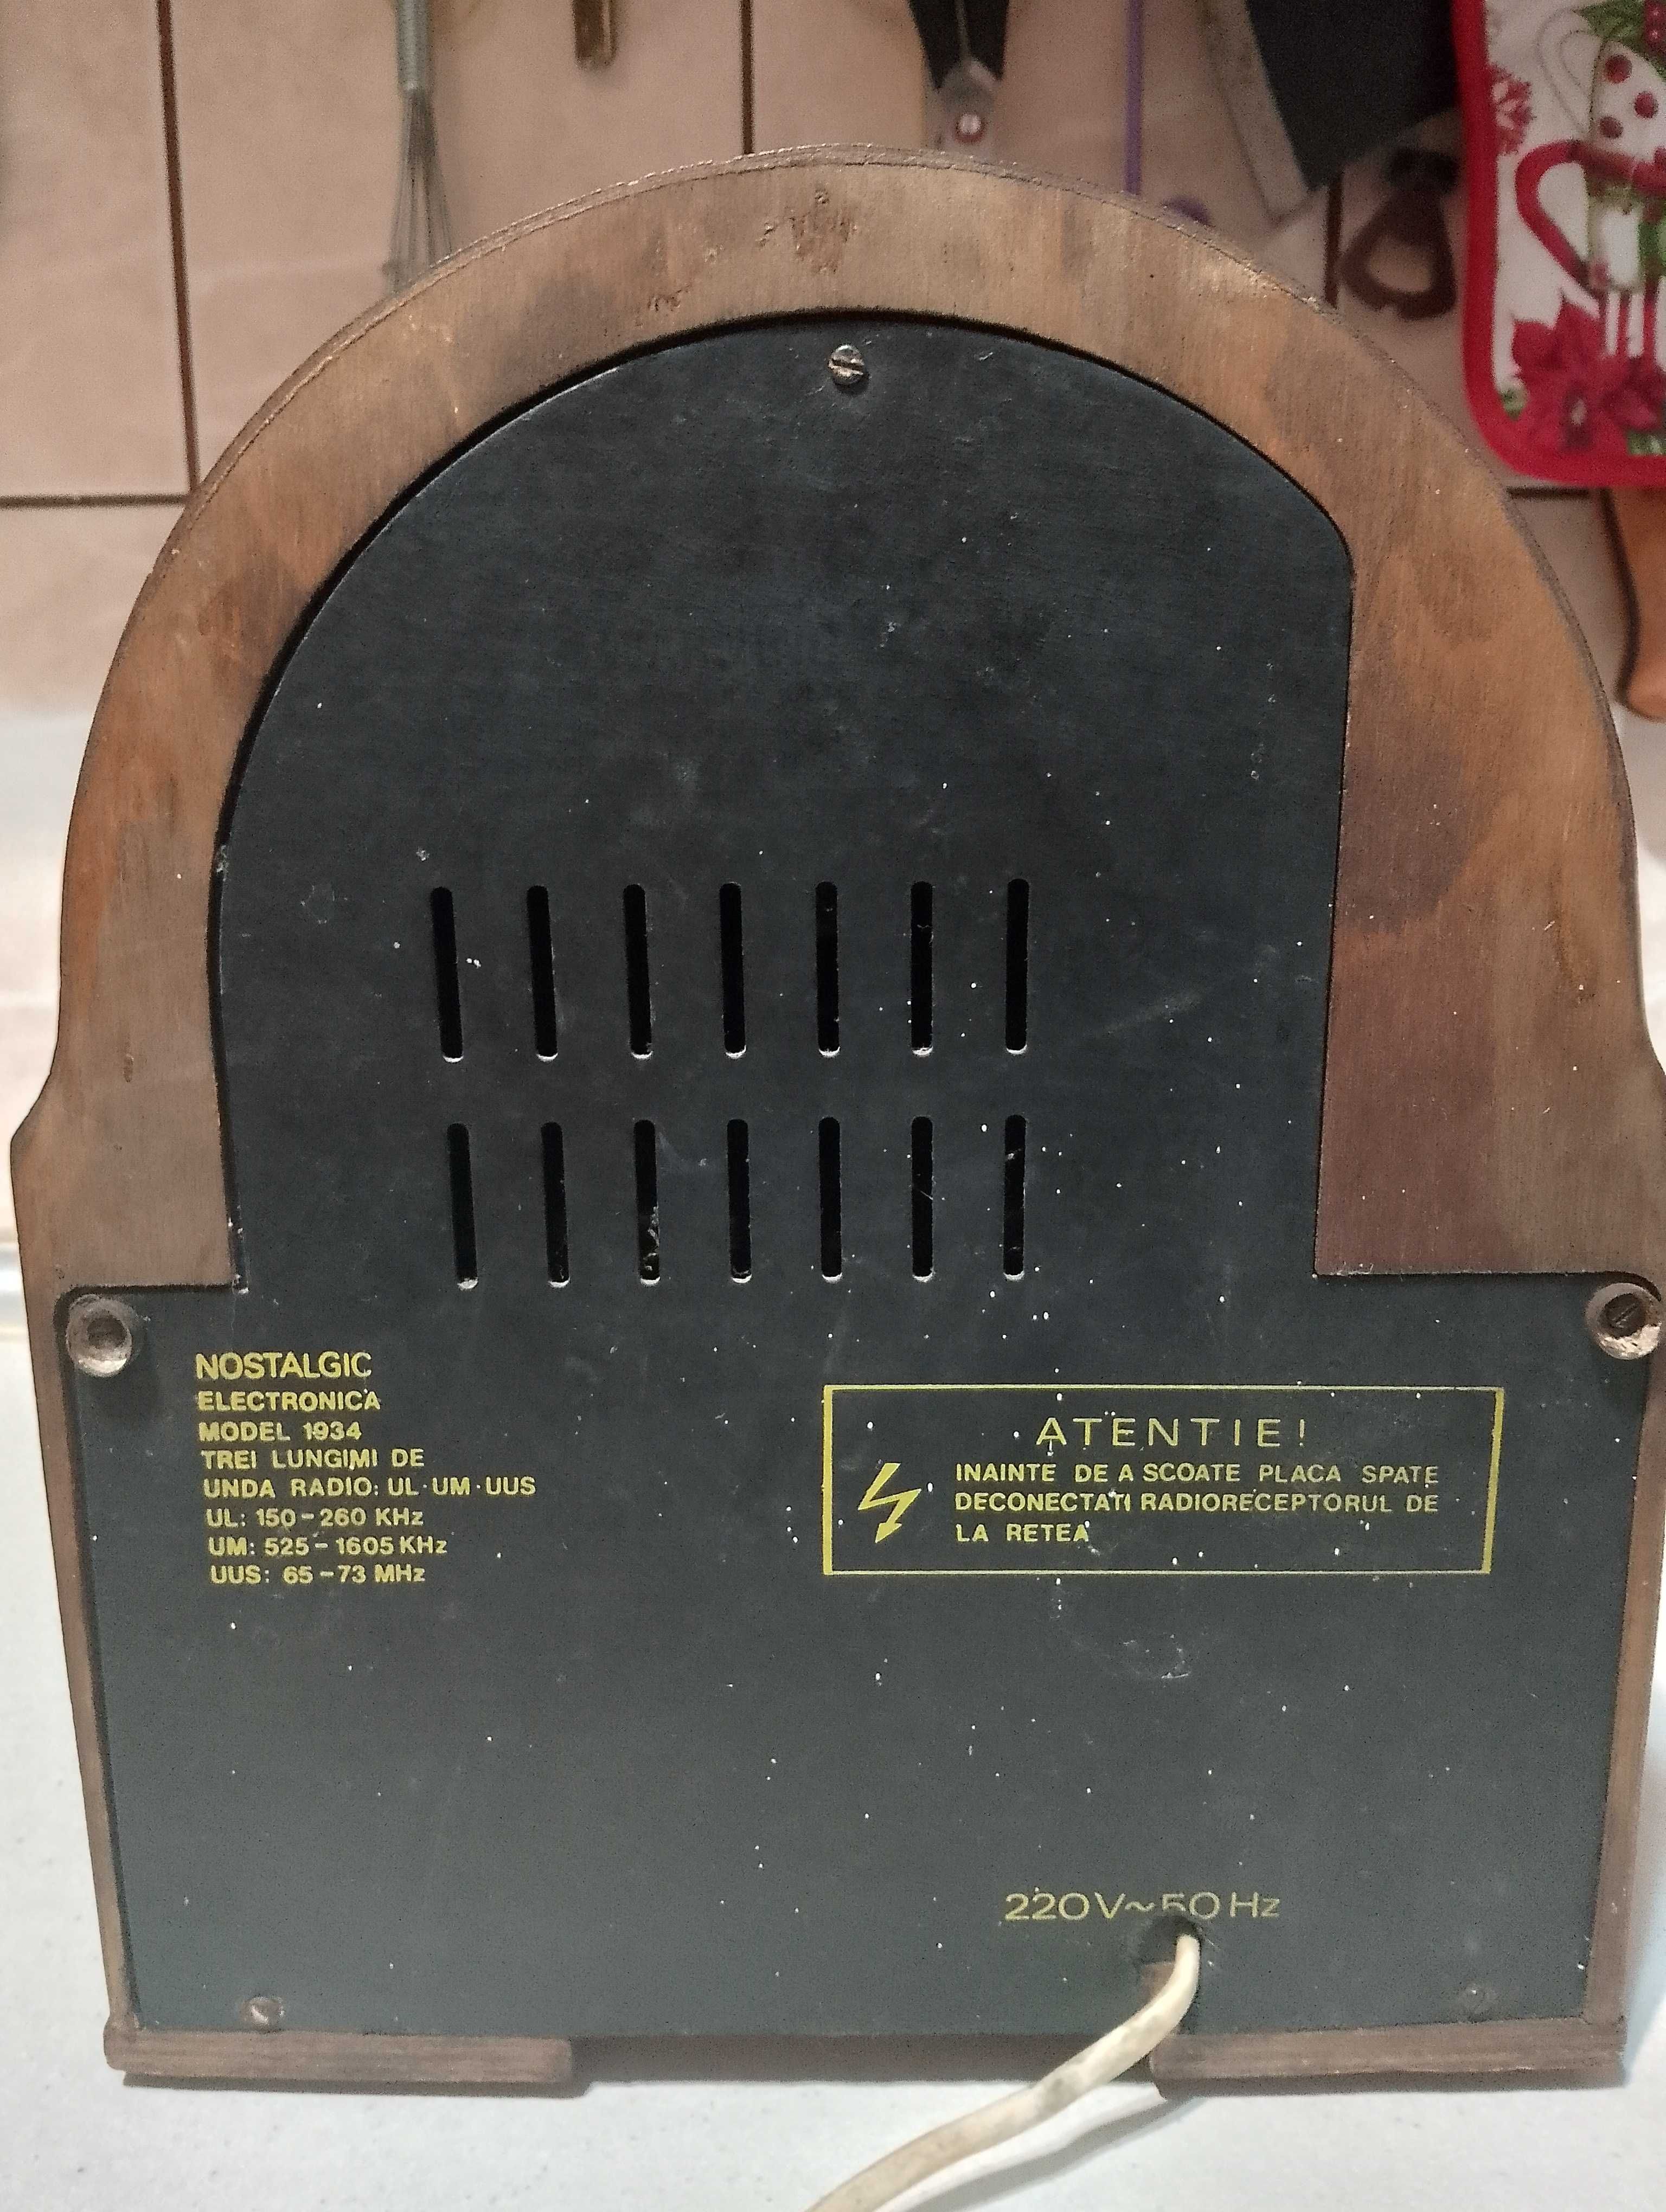 NOSTALGIC
ELECTRONICA
MODEL 1934
TREI LUNGIMI DE
UNDA RADIO: UL·UM·UUS
UL: 150-260 KHz
UM: 525-1605 KHz
UUS: 65-73 MHz
ATENTIE!
INAINTE DE A SCOATE PLACA SPATE
DECONECTATI RADIORECEPTORUL DE
LA RETEA
220V~50Hz